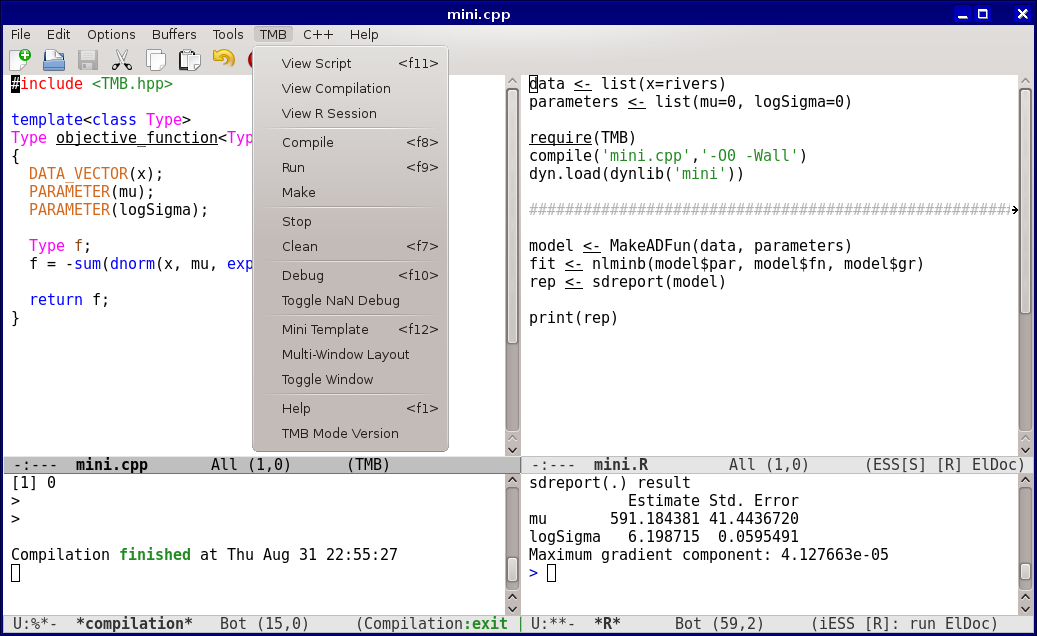 mini.cpp
File Edit Options Buffers Tools TMB C++ Help
#include <TMB.hpp>
template<class Type>
Type objective_function<Typ
{
  DATA_VECTOR(x);
  PARAMETER(mu);
  PARAMETER(logSigma);
  Type f;
  f = -sum(dnorm(x, mu, exp
  return f;
}
View Script <f11>
View Compilation
View R Session
Compile <f8>
Run <f9>
Make
Stop
Clean <f7>
Debug <f10>
Toggle NaN Debug
Mini Template <f12>
Multi-Window Layout
Toggle Window
Help <f1>
TMB Mode Version
data <- list(x=rivers)
parameters <- list(mu=0, logSigma=0)
require(TMB)
compile('mini.cpp','-O0 -Wall')
dyn.load(dynlib('mini'))
######################################################
model <- MakeADFun(data, parameters)
fit <- nlminb(model$par, model$fn, model$gr)
rep <- sdreport(model)
print(rep)
-:--- mini.cpp All (1,0) (TMB)
-:--- mini.R All (1,0) (ESS[S] [R] ElDoc)
[1] 0
>
>
Compilation finished at Thu Aug 31 22:55:27
sdreport(.) result
Estimate Std. Error
mu 591.184381 41.4436720
logSigma 6.198715 0.0595491
Maximum gradient component: 4.127663e-05
>
U:%*- *compilation* Bot (15,0) (Compilation:exit
U:**- *R* Bot (59,2) (iESS [R]: run ElDoc)